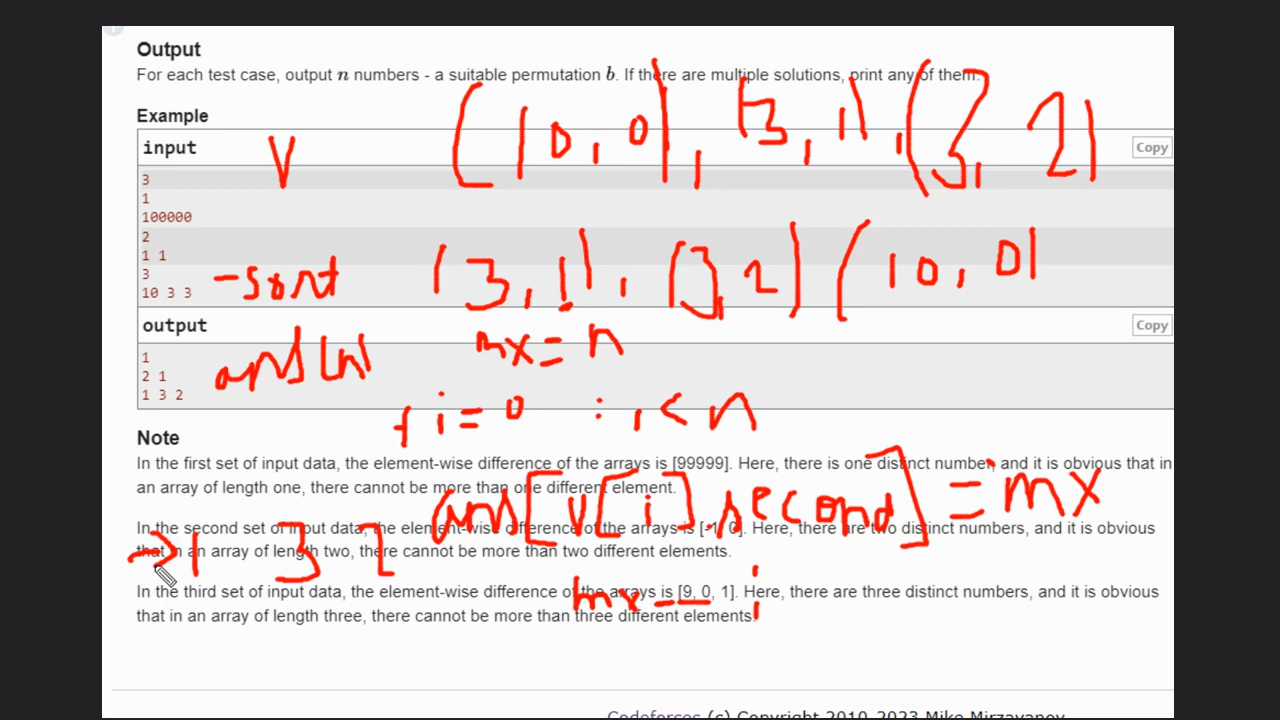 Output
For each test case, output n numbers - a suitable permutation b. If there are multiple solutions, print any of them.
Example
input
Copy
3
1
100000
2
1 1
3
10 3 3
output
Copy
1
2 1
1 3 2
V (10, 0), (3, 1), (3, 2)
-sort (3, 1), (3, 2) (10, 0)
ans(n) mx = n
f i = 0 ; i < n
ans[v[i].second] = mx
mx-- ;
→ 1 3 2
Note
In the first set of input data, the element-wise difference of the arrays is [99999]. Here, there is one distinct number, and it is obvious that in
an array of length one, there cannot be more than one different element.
In the second set of input data, the element-wise difference of the arrays is [-1, 0]. Here, there are two distinct numbers, and it is obvious
that in an array of length two, there cannot be more than two different elements.
In the third set of input data, the element-wise difference of the arrays is [9, 0, 1]. Here, there are three distinct numbers, and it is obvious
that in an array of length three, there cannot be more than three different elements.
Codeforces (c) Copyright 2010-2023 Mike Mirzayanov